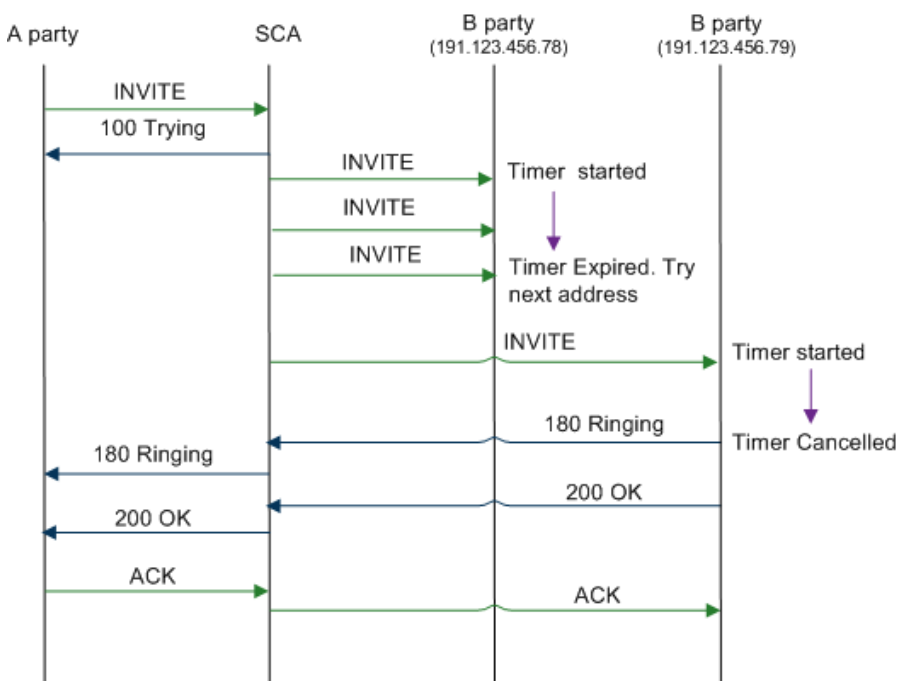 A party
SCA
B party
(191.123.456.78)
B party
(191.123.456.79)
INVITE
100 Trying
INVITE
Timer started
INVITE
INVITE
Timer Expired. Try
next address
INVITE
Timer started
180 Ringing
Timer Cancelled
180 Ringing
200 OK
200 OK
ACK
ACK